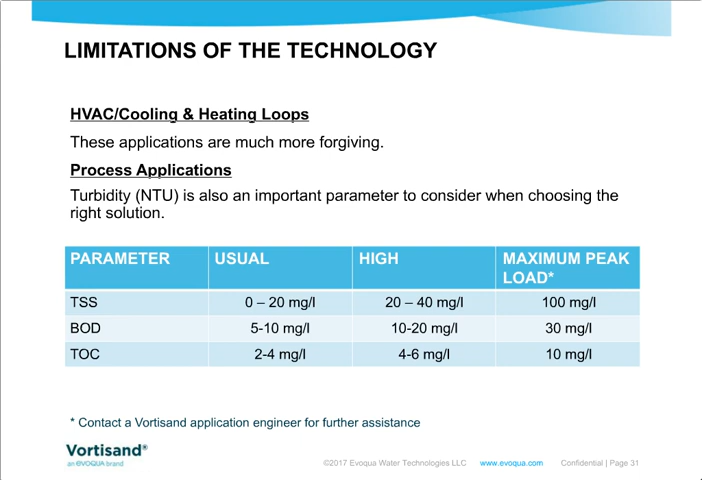 LIMITATIONS OF THE TECHNOLOGY
HVAC/Cooling & Heating Loops
These applications are much more forgiving.
Process Applications
Turbidity (NTU) is also an important parameter to consider when choosing the
right solution.
PARAMETER USUAL HIGH MAXIMUM PEAK
LOAD*
TSS 0 – 20 mg/l 20 – 40 mg/l 100 mg/l
BOD 5-10 mg/l 10-20 mg/l 30 mg/l
TOC 2-4 mg/l 4-6 mg/l 10 mg/l
* Contact a Vortisand application engineer for further assistance
Vortisand®
an evoqua brand
©2017 Evoqua Water Technologies LLC www.evoqua.com Confidential | Page 31